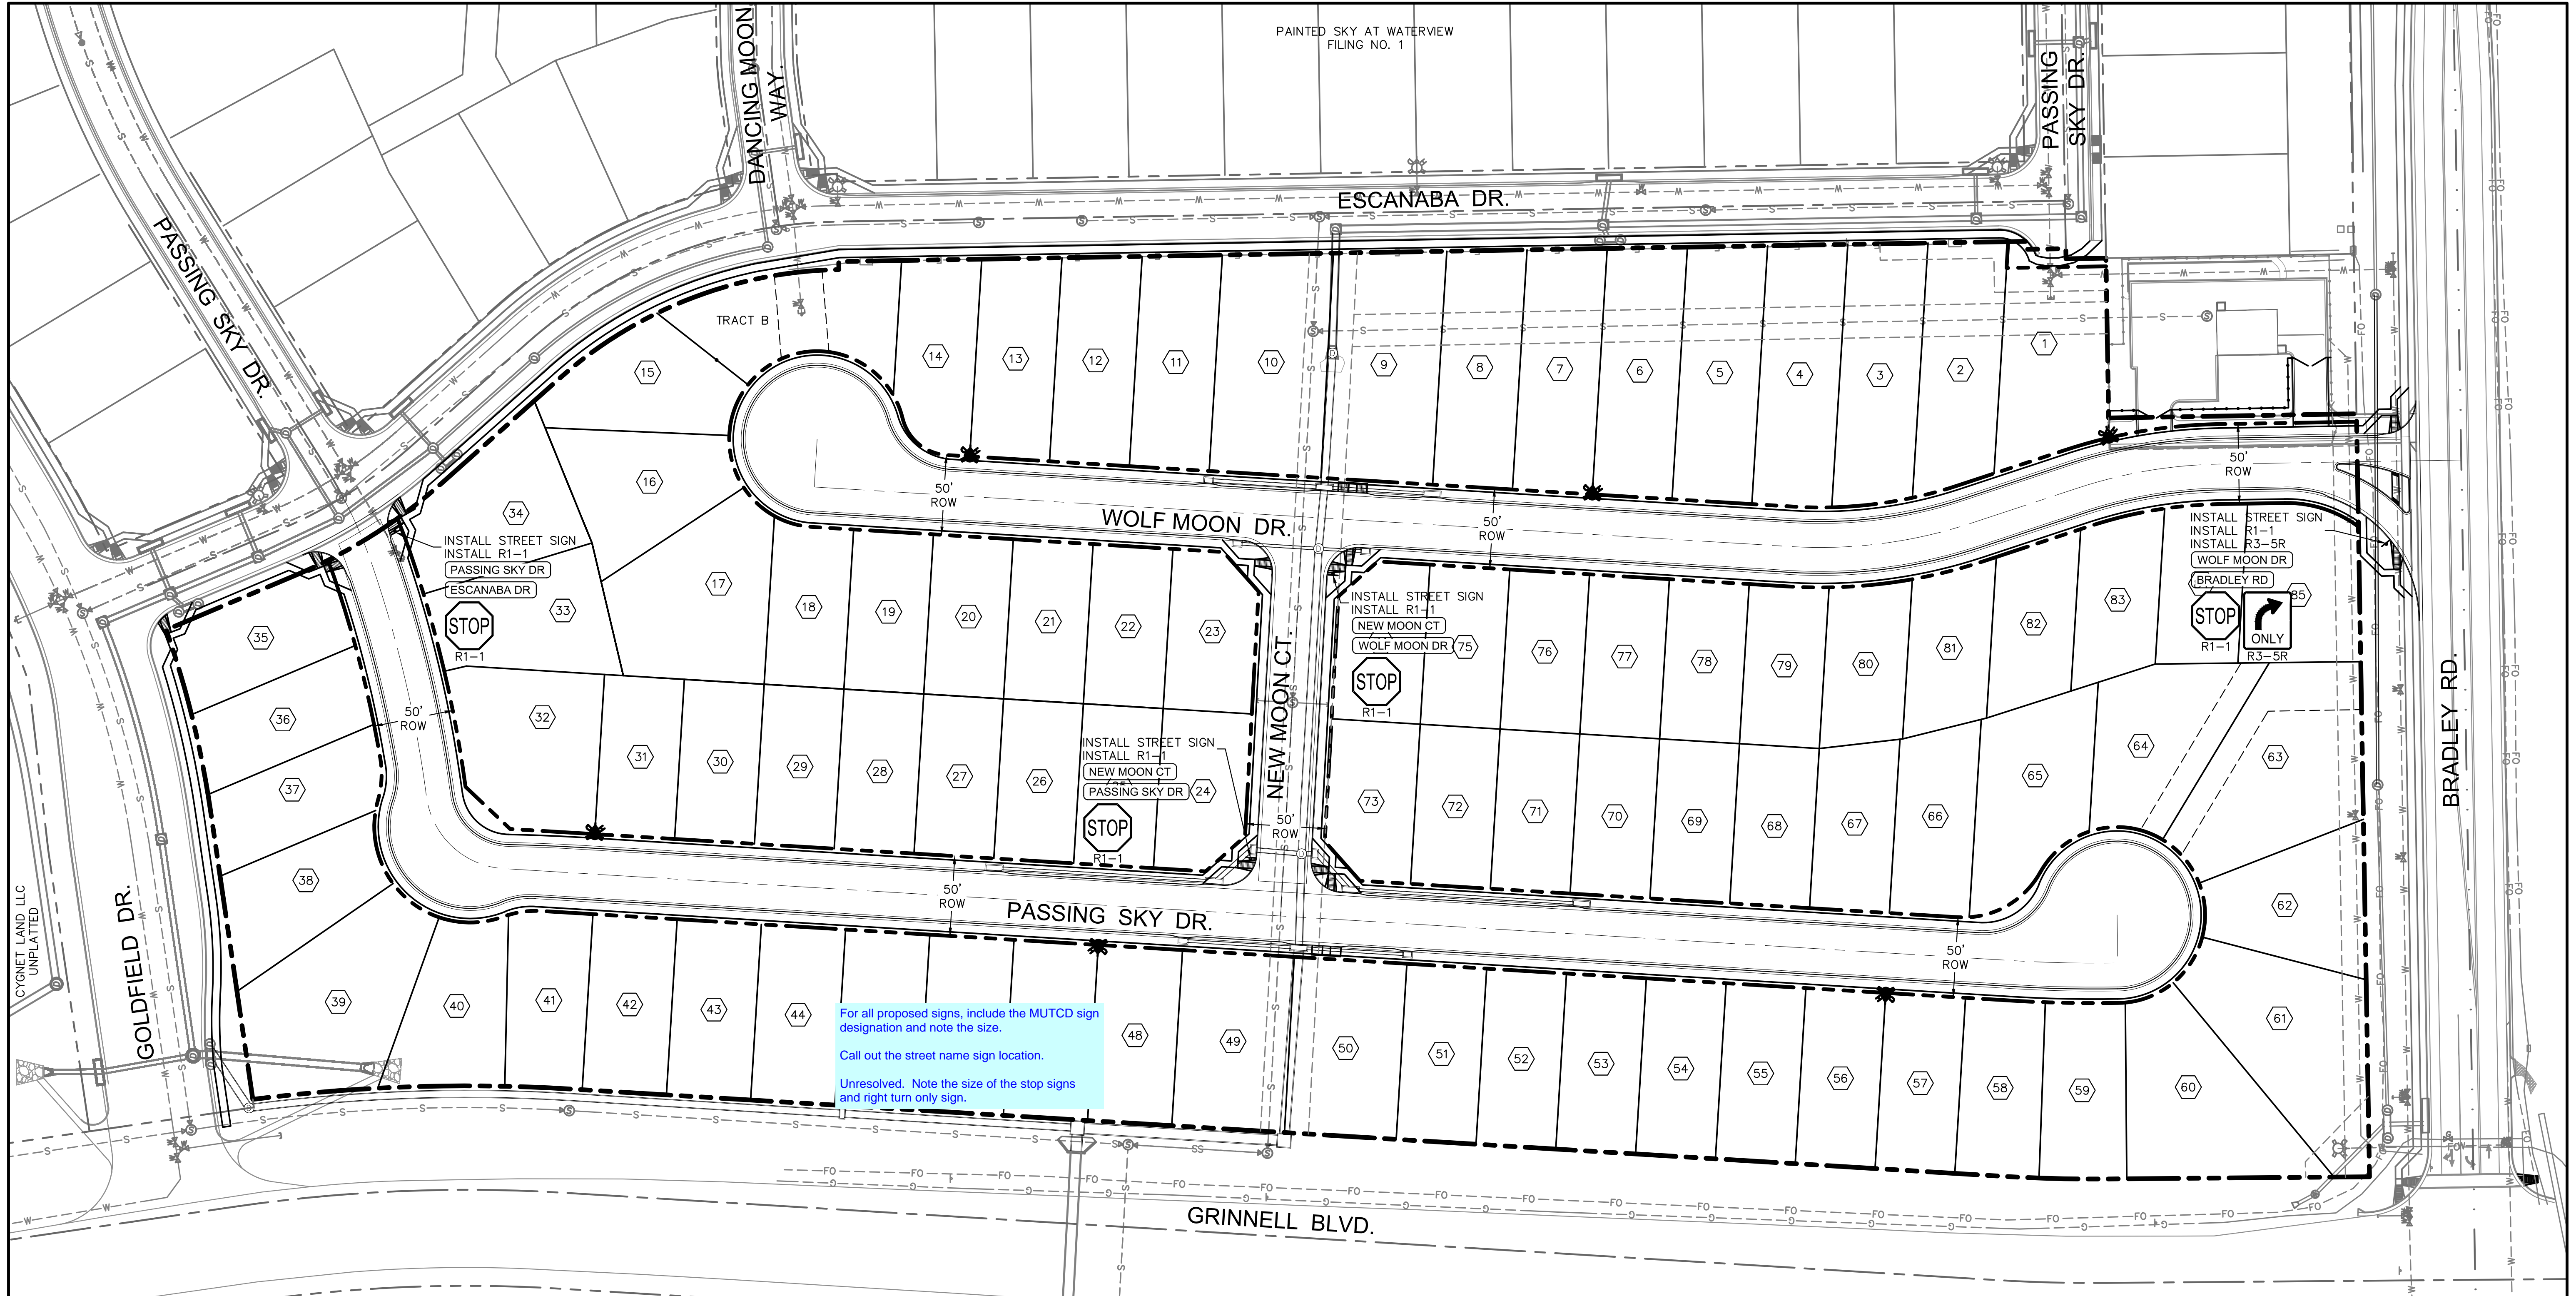 PAINTED SKY AT WATERVIEW
FILING NO. 1
DANCING MOON
WAY.
PASSING
SKY DR.
ESCANABA DR.
PASSING SKY DR.
TRACT B
15
14
13
12
11
10
9
8
7
6
5
4
3
2
1
16
34
50'
ROW
WOLF MOON DR.
50'
ROW
50'
ROW
INSTALL STREET SIGN
INSTALL R1-1
PASSING SKY DR
ESCANABA DR
STOP
R1-1
33
17
18
19
20
21
22
23
NEW MOON CT.
INSTALL STREET SIGN
INSTALL R1-1
NEW MOON CT
WOLF MOON DR
STOP
R1-1
75
76
77
78
79
80
81
82
83
INSTALL STREET SIGN
INSTALL R1-1
INSTALL R3-5R
WOLF MOON DR
BRADLEY RD
STOP
R1-1
ONLY
R3-5R
85
BRADLEY RD.
35
36
37
38
50'
ROW
32
31
30
29
28
27
26
INSTALL STREET SIGN
INSTALL R1-1
NEW MOON CT
PASSING SKY DR
STOP
R1-1
24
50'
ROW
73
72
71
70
69
68
67
66
65
64
63
62
61
CYGNET LAND LLC
UNPLATTED
GOLDFIELD DR.
50'
ROW
PASSING SKY DR.
50'
ROW
39
40
41
42
43
44
For all proposed signs, include the MUTCD sign
designation and note the size.
Call out the street name sign location.
Unresolved. Note the size of the stop signs
and right turn only sign.
48
49
50
51
52
53
54
55
56
57
58
59
60
GRINNELL BLVD.